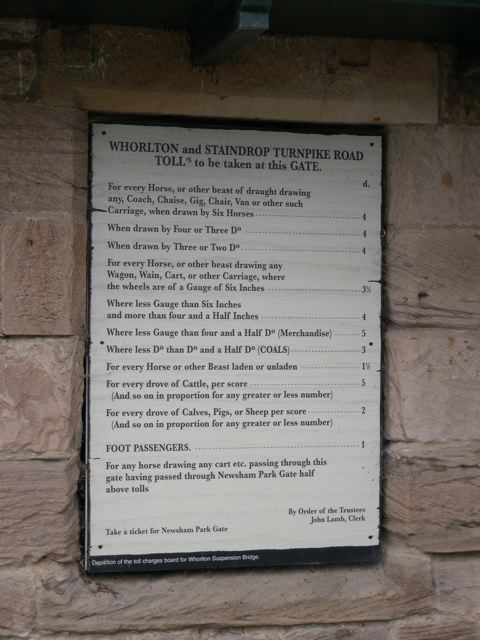 WHORLTON and STAINDROP TURNPIKE ROAD
TOLL'S to be taken at this GATE.
d.
For every Horse, or other beast of draught drawing
any, Coach, Chaise, Gig, Chair, Van or other such
Carriage, when drawn by Six Horses 4
When drawn by Four or Three Do 4
When drawn by Three or Two Do 4
For every Horse, or other beast drawing any
Wagon, Wain, Cart, or other Carriage, where
the wheels are of a Gauge of Six Inches 3½
Where less Gauge than Six Inches
and more than four and a Half Inches 4
Where less Gauge than four and a Half Do (Merchandise) 5
Where less Do than Do and a Half Do (COALS) 3
For every Horse or other Beast laden or unladen 1½
For every drove of Cattle, per score 5
(And so on in proportion for any greater or less number)
For every drove of Calves, Pigs, or Sheep per score 2
(And so on in proportion for any greater or less number)
FOOT PASSENGERS. 1
For any horse drawing any cart etc. passing through this
gate having passed through Newsham Park Gate half
above tolls
By Order of the Trustees
John Lamb, Clerk
Take a ticket for Newsham Park Gate
Depiction of the toll charges board for Whorlton Suspension Bridge.